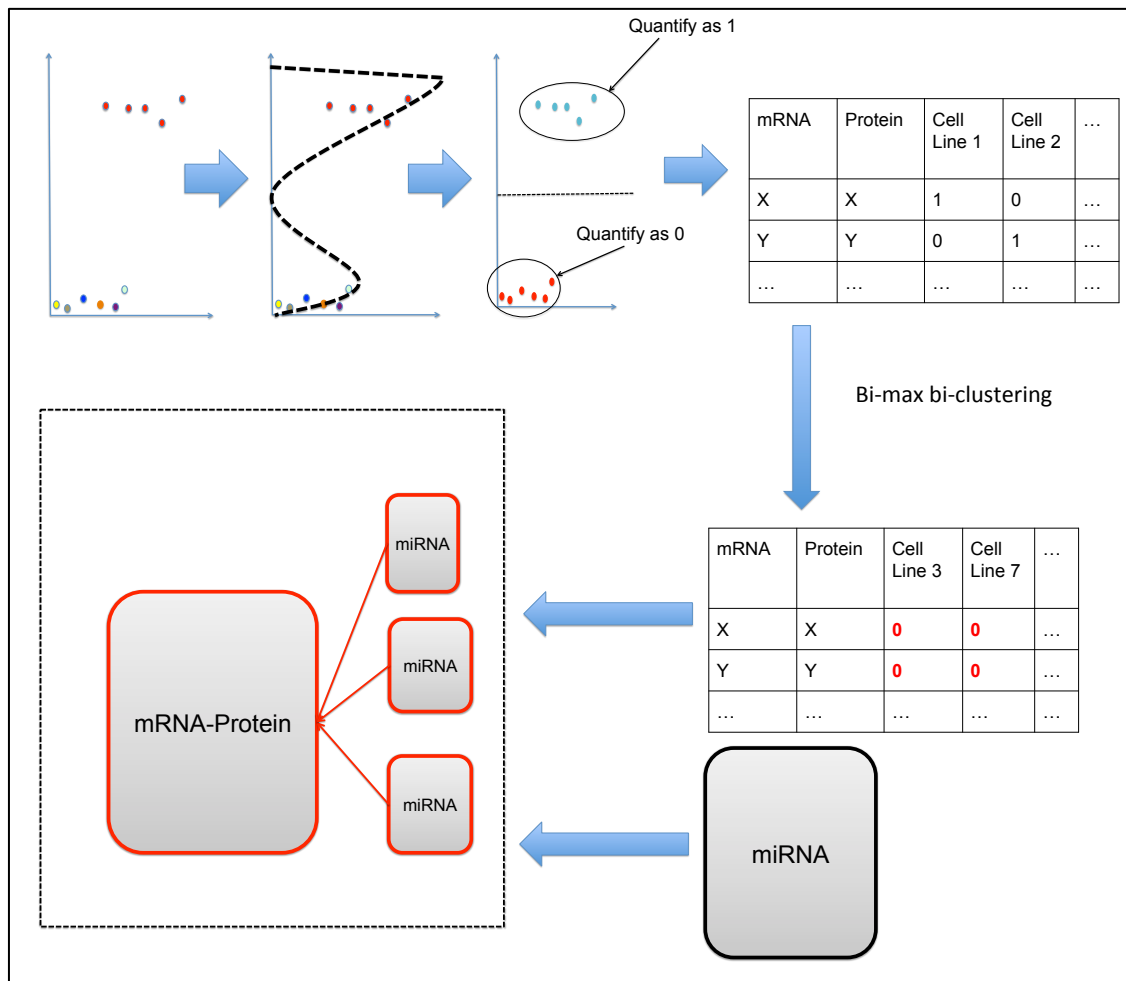 Quantify as 1
Quantify as 0
mRNA Protein Cell Line 1 Cell Line 2 …
X X 1 0 …
Y Y 0 1 …
… … … … …
Bi-max bi-clustering
mRNA Protein Cell Line 3 Cell Line 7 …
X X 0 0 …
Y Y 0 0 …
… … … … …
miRNA
miRNA
mRNA-Protein
miRNA
miRNA